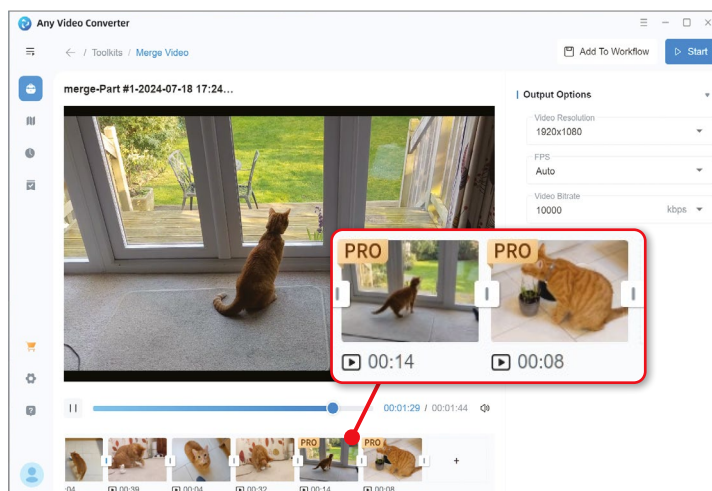 Any Video Converter
← / Toolkits / Merge Video
Add To Workflow
Start
merge-Part #1-2024-07-18 17:24...
Output Options
Video Resolution
1920x1080
FPS
Auto
Video Bitrate
10000 kbps
PRO PRO
00:14 00:08
00:01:29 / 00:01:44
PRO PRO
:04 00:39 00:04 00:32 00:14 00:08
+